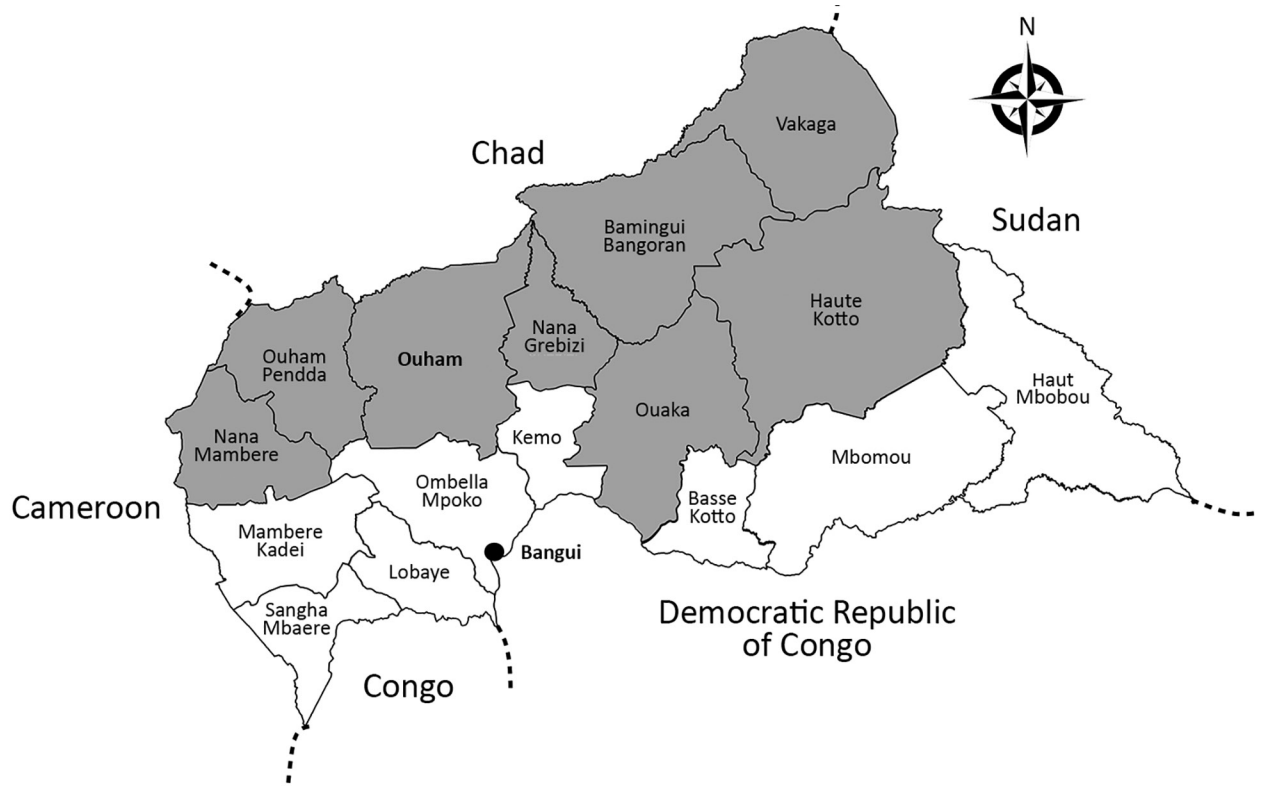 N
Vakaga
Chad
Sudan
Bamingui
Bangoran
Haute
Kotto
Nana
Grebizi
Ouham
Pendda
Ouham
Haut
Mbobou
Ouaka
Nana
Mambere
Kemo
Mbomou
Ombella
Mpoko
Basse
Kotto
Cameroon
Mambere
Kadei
Bangui
Lobaye
Sangha
Mbaere
Democratic Republic
of Congo
Congo